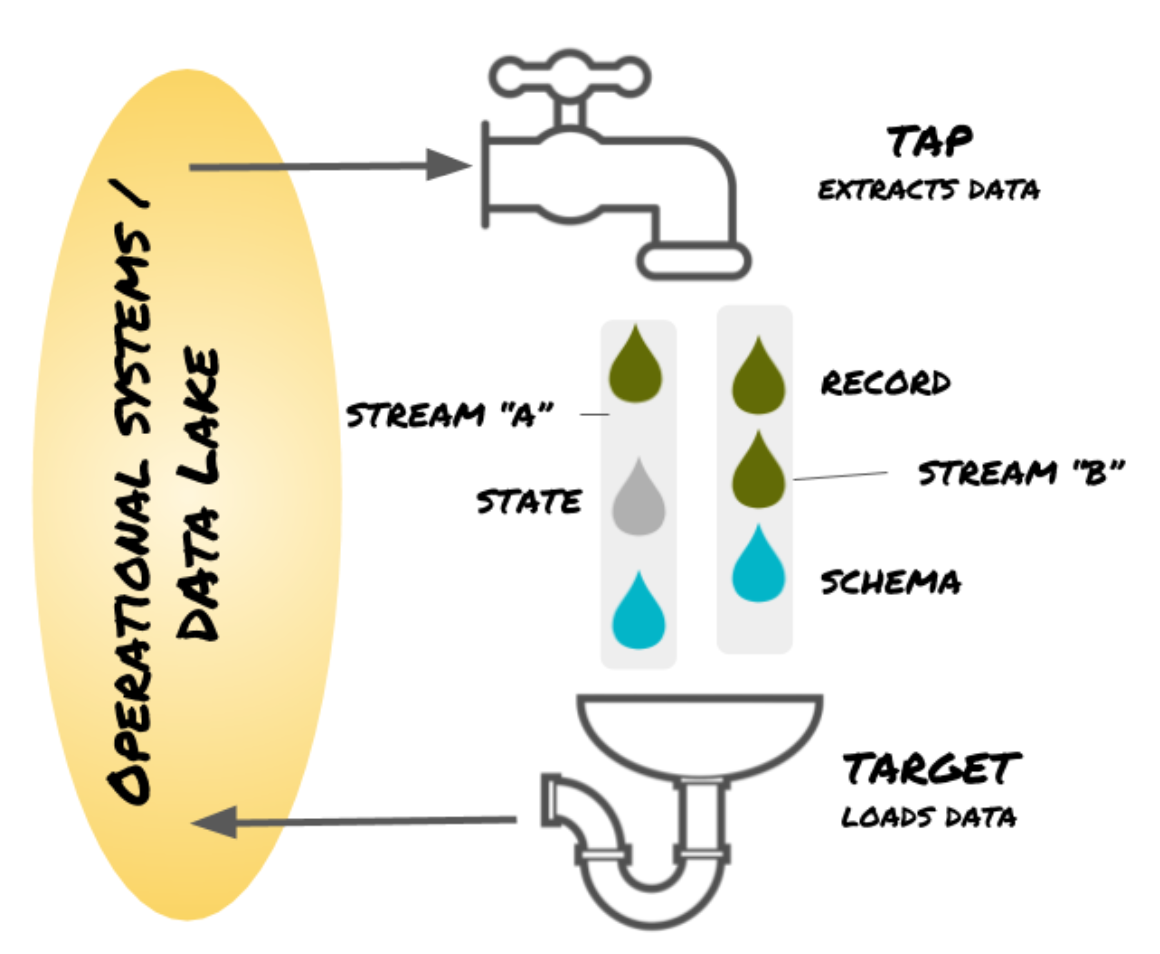 Operational systems /
Data Lake
TAP
EXTRACTS DATA
RECORD
STREAM “A”
STREAM “B”
STATE
SCHEMA
TARGET
LOADS DATA